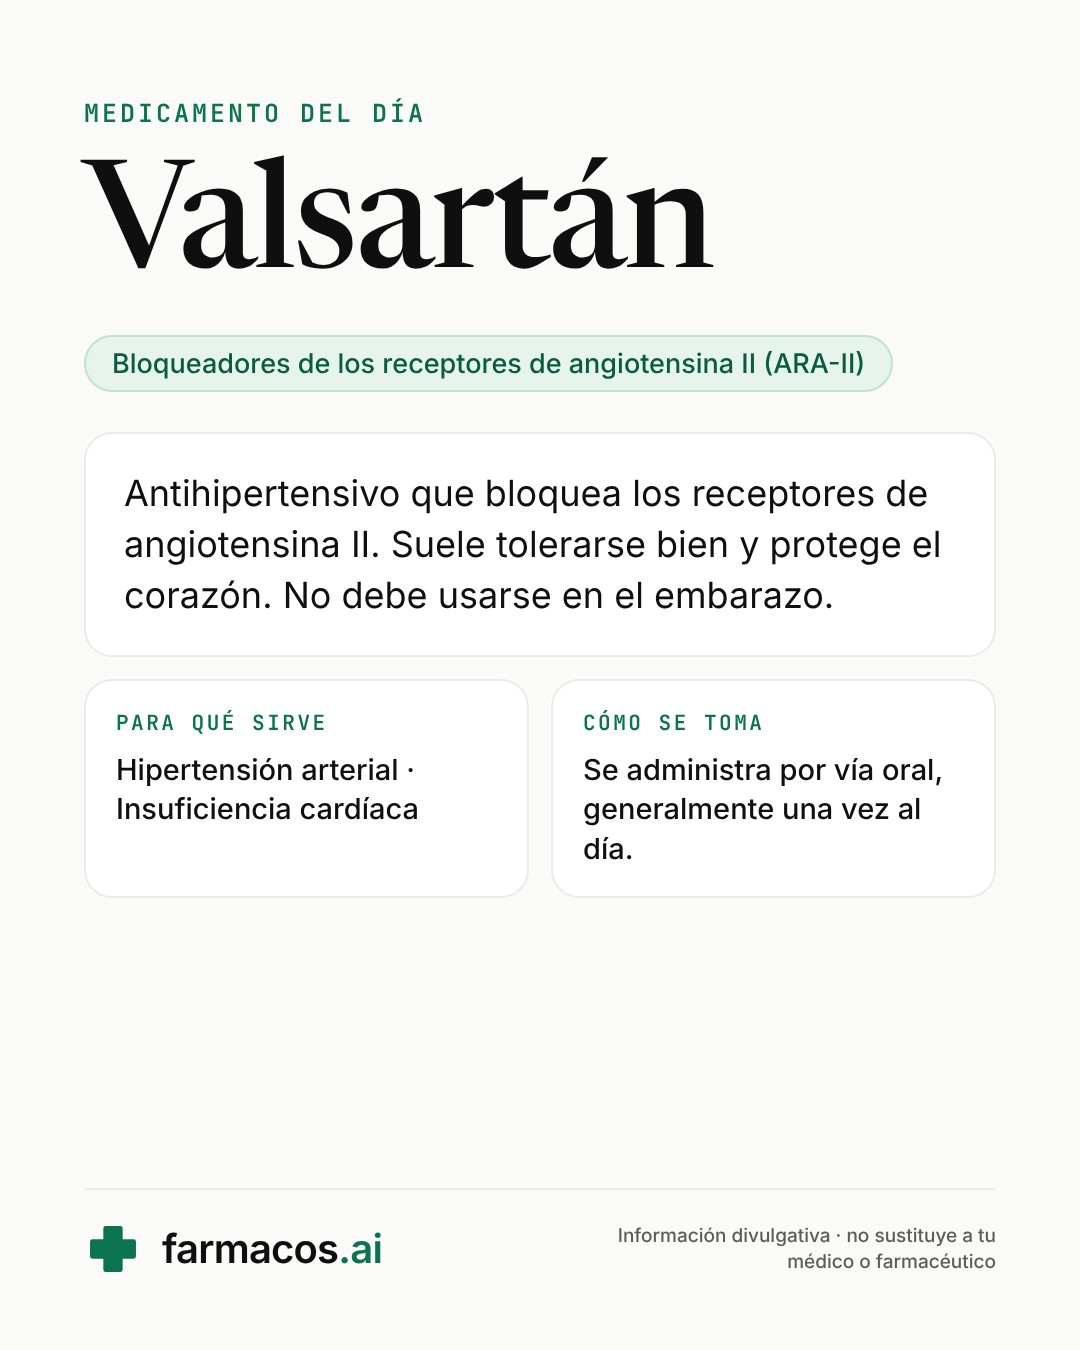 MEDICAMENTO DEL DÍA
Valsartán
Bloqueadores de los receptores de angiotensina II (ARA-II)
Antihipertensivo que bloquea los receptores de
angiotensina II. Suele tolerarse bien y protege el
corazón. No debe usarse en el embarazo.
PARA QUÉ SIRVE
Hipertensión arterial ·
Insuficiencia cardíaca
CÓMO SE TOMA
Se administra por vía oral,
generalmente una vez al
día.
farmacos.ai
Información divulgativa · no sustituye a tu
médico o farmacéutico